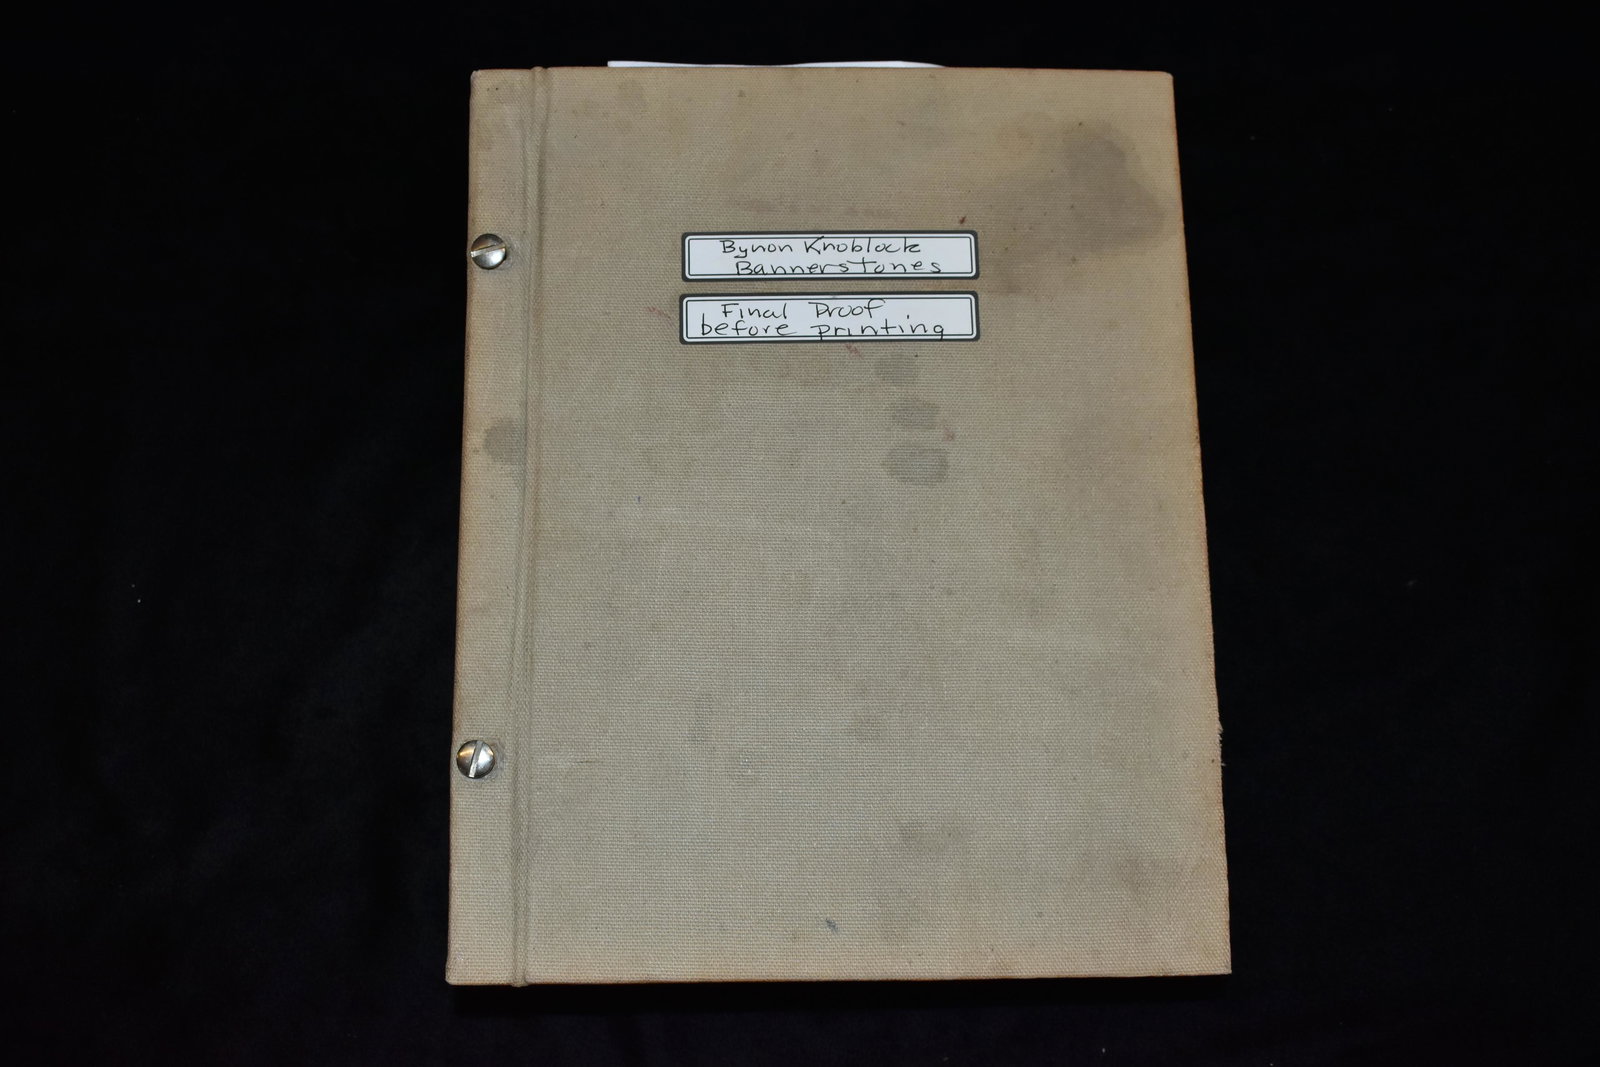 Bynon Knoblock
Bannerstones
Final Proof
before printing